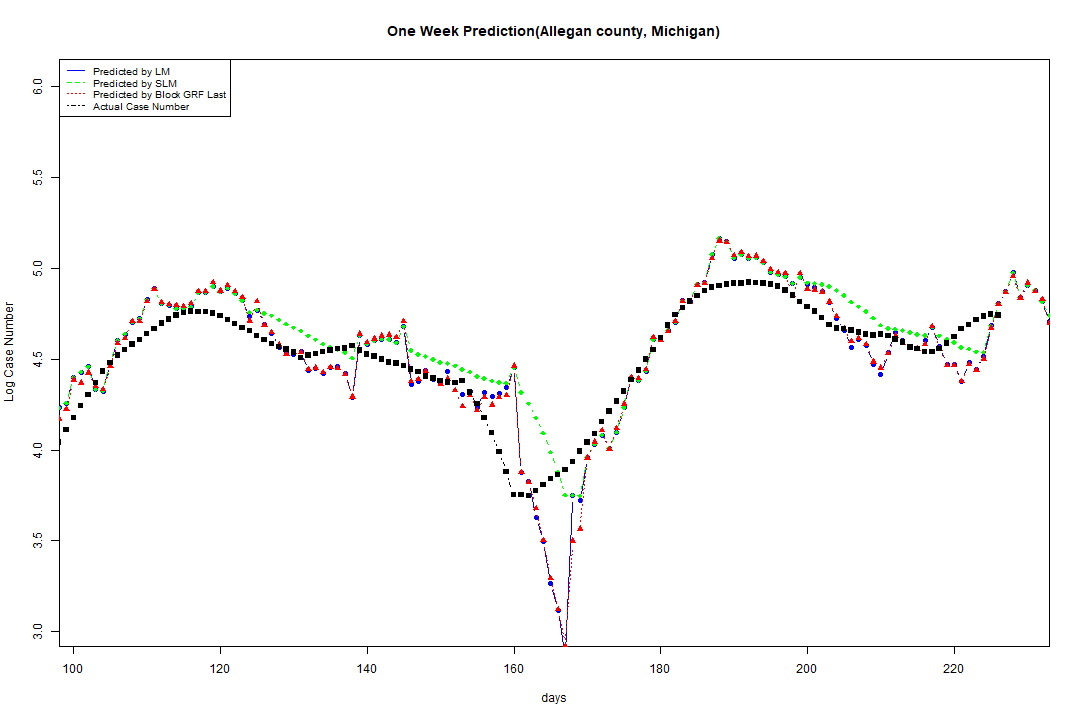 One Week Prediction(Allegan county, Michigan)
Predicted by LM
Predicted by SLM
Predicted by Block GRF Last
Actual Case Number
6.0
5.5
5.0
4.5
4.0
3.5
3.0
Log Case Number
100 120 140 160 180 200 220
days